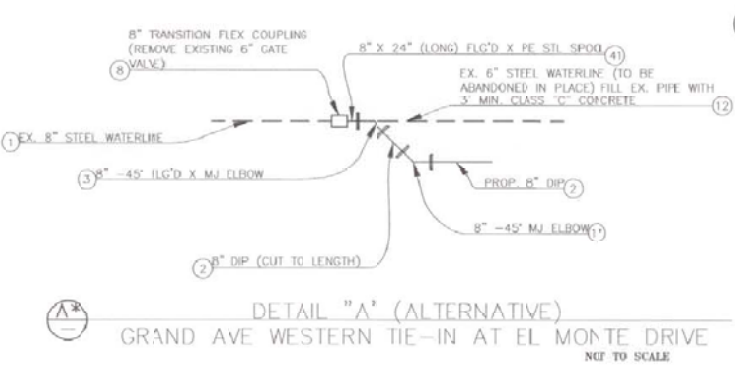 8" TRANSITION FLEX COUPLING
(REMOVE EXISTING 6" GATE
VALVE)
8
8" X 24" (LONG) FLG'D X PE STL SPOOL 41
EX. 6" STEEL WATERLINE (TO BE
ABANDONED IN PLACE) FILL EX. PIPE WITH
3' MIN. CLASS "C" CONCRETE
12
1 EX. 8" STEEL WATERLINE
3 8" -45° FLG'D X MJ ELBOW
PROP. 8" DIP 2
8" -45° MJ ELBOW
2 8" DIP (CUT TO LENGTH)
A*
DETAIL "A" (ALTERNATIVE)
GRAND AVE WESTERN TIE-IN AT EL MONTE DRIVE
NOT TO SCALE